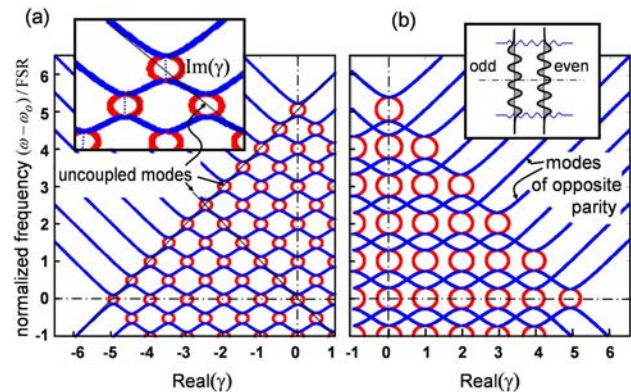 (a)
(b)
Im(γ)
odd
even
uncoupled modes
modes
of opposite
parity
normalized frequency (ω−ω₀) / FSR
6
5
4
3
2
1
0
-1
-6 -5 -4 -3 -2 -1 0 1
-1 0 1 2 3 4 5 6
Real(γ)
Real(γ)